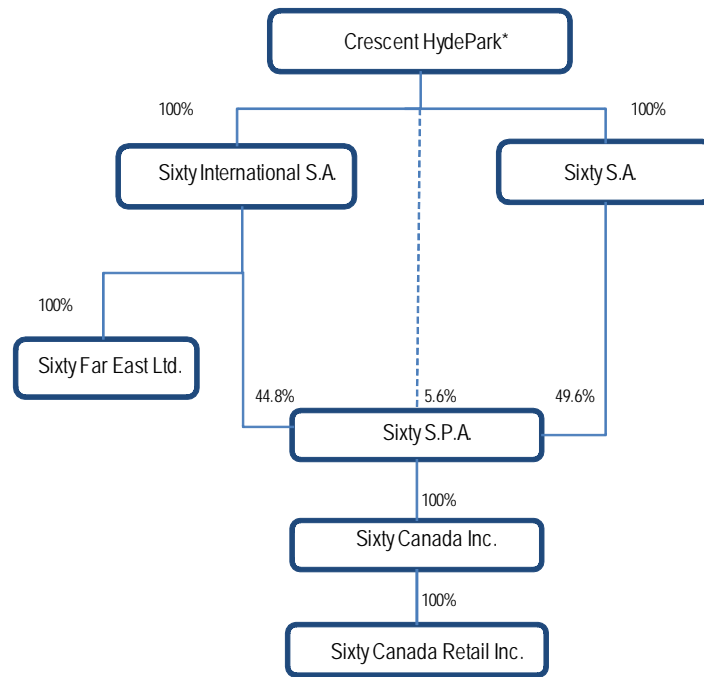 Crescent HydePark*
100%
100%
Sixty International S.A.
Sixty S.A.
100%
Sixty Far East Ltd.
44.8%
5.6%
49.6%
Sixty S.P.A.
100%
Sixty Canada Inc.
100%
Sixty Canada Retail Inc.